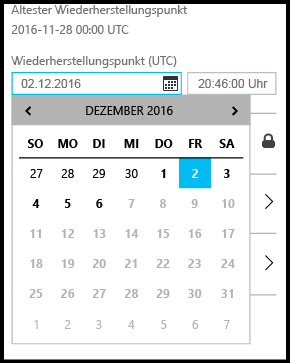 Ältester Wiederherstellungspunkt
2016-11-28 00:00 UTC
Wiederherstellungspunkt (UTC)
02.12.2016 20:46:00 Uhr
DEZEMBER 2016
SO MO DI MI DO FR SA
27 28 29 30 1 2 3
4 5 6 7 8 9 10
11 12 13 14 15 16 17
18 19 20 21 22 23 24
25 26 27 28 29 30 31
1 2 3 4 5 6 7